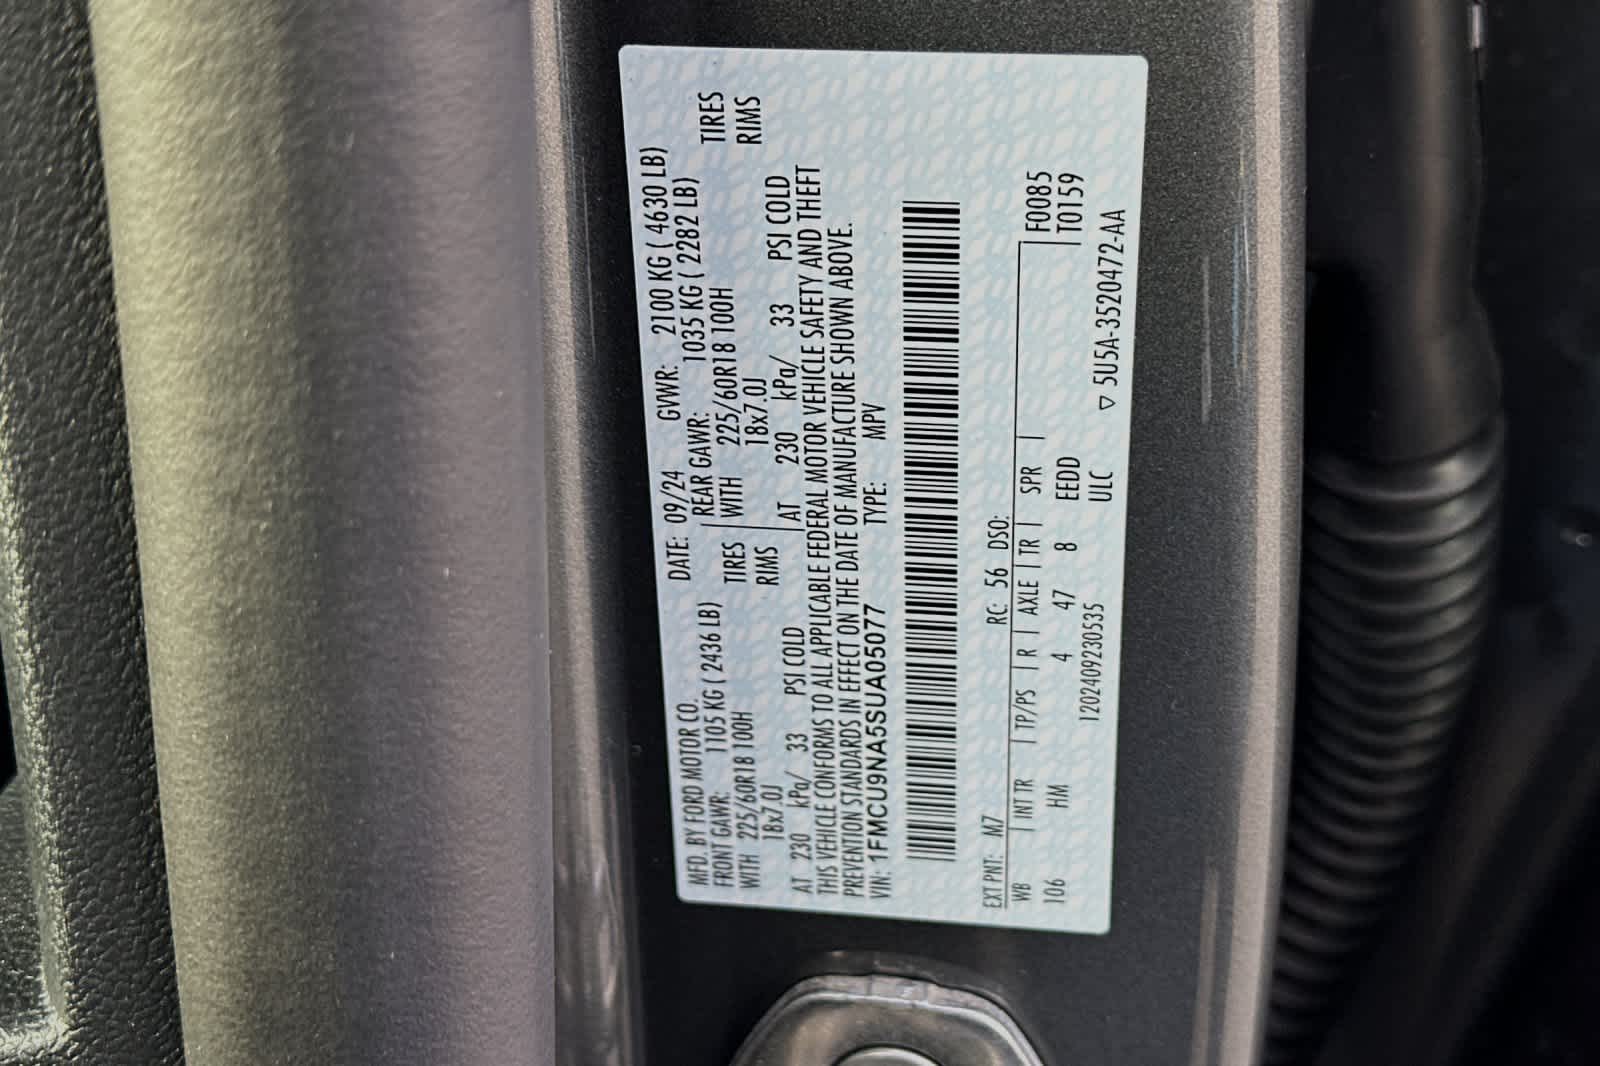 MFD. BY FORD MOTOR CO.
DATE: 09/24 GVWR: 2100 KG ( 4630 LB)
FRONT GAWR: 1105 KG ( 2436 LB)
REAR GAWR: 1035 KG ( 2282 LB)
WITH 225/60R18 100H TIRES
WITH 225/60R18 100H TIRES
18x7.0J RIMS
18x7.0J RIMS
AT 230 kPa/ 33 PSI COLD
AT 230 kPa/ 33 PSI COLD
THIS VEHICLE CONFORMS TO ALL APPLICABLE FEDERAL MOTOR VEHICLE SAFETY AND THEFT
PREVENTION STANDARDS IN EFFECT ON THE DATE OF MANUFACTURE SHOWN ABOVE.
VIN: 1FMCU9NA5SUA05077 TYPE: MPV
EXT PNT: M7 RC: 56 DSO:
F0085
WB | INT TR | TP/PS | R | AXLE | TR | SPR |
T0159
106 HM 4 47 8 EEDD
120240923053​5 ULC
▽ 5U5A-3520472-AA